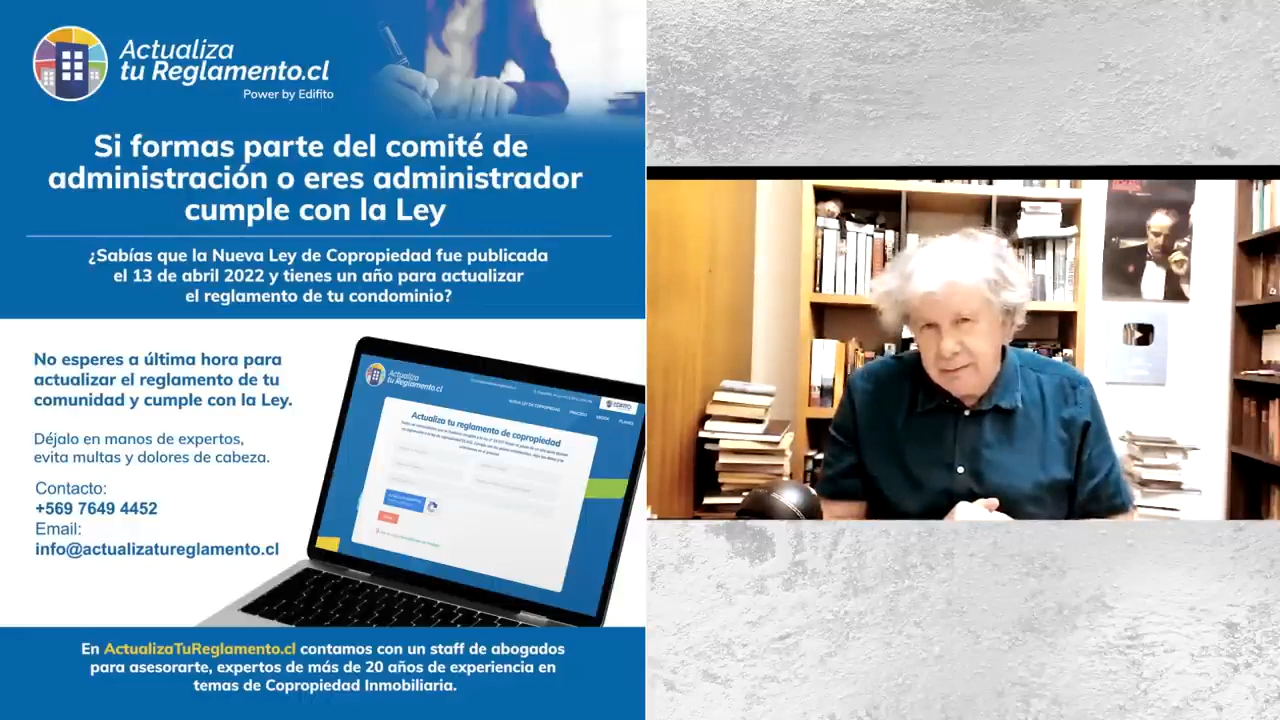 Actualiza
tu Reglamento.cl
Power by Edifito
Si formas parte del comité de
administración o eres administrador
cumple con la Ley
¿Sabías que la Nueva Ley de Copropiedad fue publicada
el 13 de abril 2022 y tienes un año para actualizar
el reglamento de tu condominio?
No esperes a última hora para
actualizar el reglamento de tu
comunidad y cumple con la Ley.
Déjalo en manos de expertos,
evita multas y dolores de cabeza.
Contacto:
+569 7649 4452
Email:
info@actualizatureglamento.cl
Actualiza
tu Reglamento.cl
EDIFITO
Actualiza tu reglamento de copropiedad
En ActualizaTuReglamento.cl contamos con un staff de abogados
para asesorarte, expertos de más de 20 años de experiencia en
temas de Copropiedad Inmobiliaria.